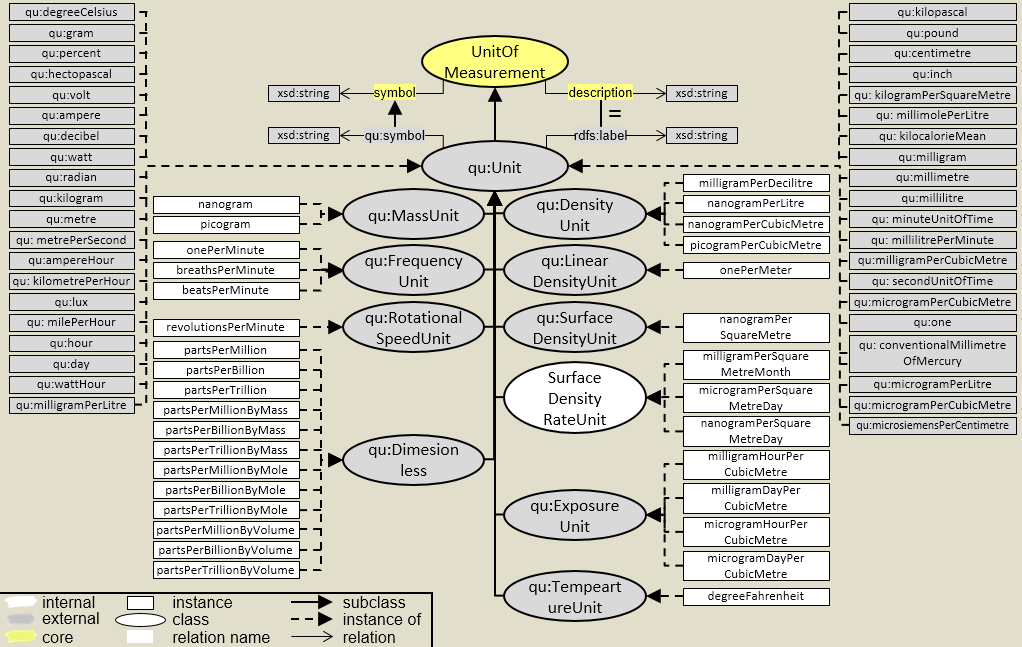 qu:degreeCelsius
qu:gram
qu:percent
qu:hectopascal
qu:volt
qu:ampere
qu:decibel
qu:watt
qu:radian
qu:kilogram
qu:metre
qu: metrePerSecond
qu:ampereHour
qu: kilometrePerHour
qu:lux
qu: milePerHour
qu:hour
qu:day
qu:wattHour
qu:milligramPerLitre
UnitOf
Measurement
xsd:string
symbol
description
xsd:string
=
xsd:string
qu:symbol
rdfs:label
xsd:string
qu:Unit
nanogram
picogram
qu:MassUnit
onePerMinute
breathsPerMinute
beatsPerMinute
qu:Frequency
Unit
revolutionsPerMinute
qu:Rotational
SpeedUnit
partsPerMillion
partsPerBillion
partsPerTrillion
partsPerMillionByMass
partsPerBillionByMass
partsPerTrillionByMass
partsPerMillionByMole
partsPerBillionByMole
partsPerTrillionByMole
partsPerMillionByVolume
partsPerBillionByVolume
partsPerTrillionByVolume
qu:Dimesion
less
qu:Density
Unit
milligramPerDecilitre
nanogramPerLitre
nanogramPerCubicMetre
picogramPerCubicMetre
qu:Linear
DensityUnit
onePerMeter
qu:Surface
DensityUnit
nanogramPer
SquareMetre
Surface
Density
RateUnit
milligramPerSquare
MetreMonth
microgramPerSquare
MetreDay
nanogramPerSquare
MetreDay
qu:Exposure
Unit
milligramHourPer
CubicMetre
milligramDayPer
CubicMetre
microgramHourPer
CubicMetre
microgramDayPer
CubicMetre
qu:Tempeart
ureUnit
degreeFahrenheit
qu:kilopascal
qu:pound
qu:centimetre
qu:inch
qu: kilogramPerSquareMetre
qu: millimolePerLitre
qu: kilocalorieMean
qu:milligram
qu:millimetre
qu:millilitre
qu: minuteUnitOfTime
qu: millilitrePerMinute
qu:milligramPerCubicMetre
qu: secondUnitOfTime
qu:microgramPerCubicMetre
qu:one
qu: conventionalMillimetre
OfMercury
qu:microgramPerLitre
qu:microgramPerCubicMetre
qu:microsiemensPerCentimetre
internal
external
core
instance
class
relation name
subclass
instance of
relation